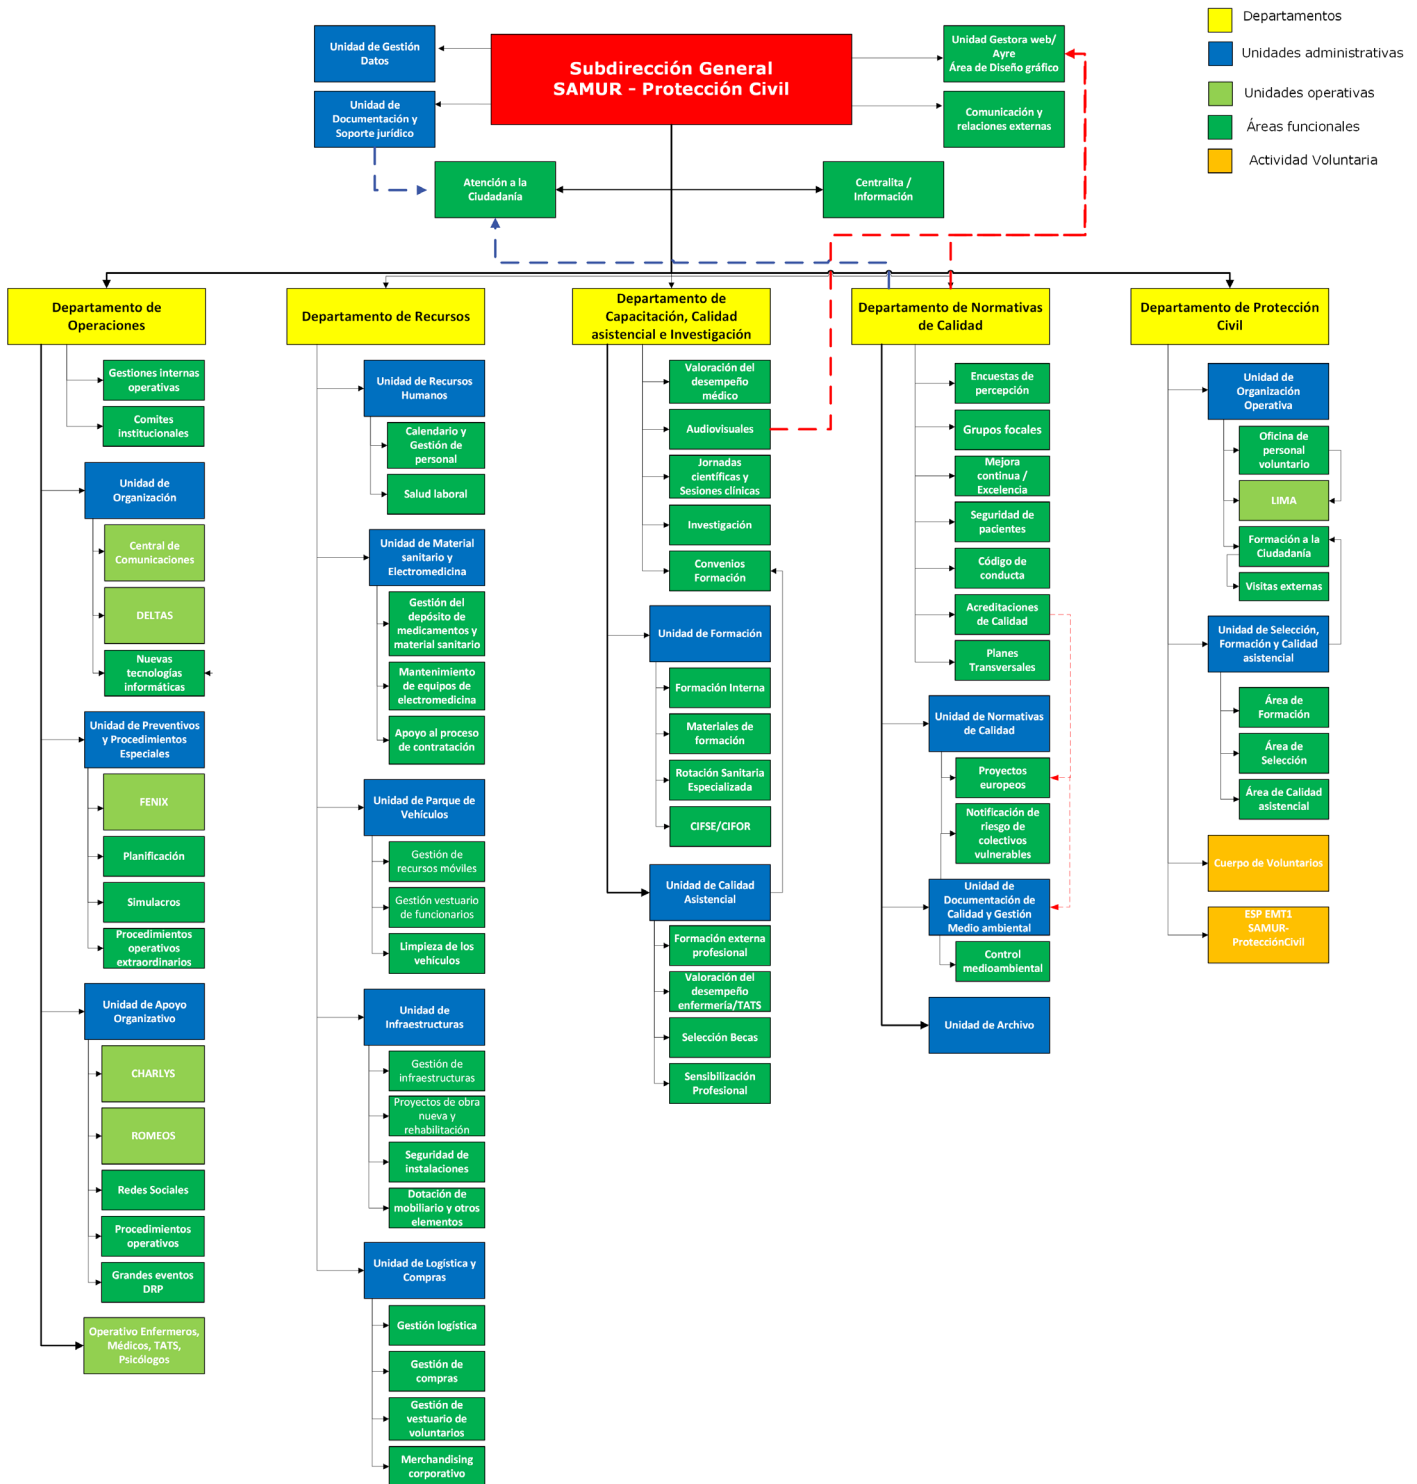 Departamentos
Unidades administrativas
Unidades operativas
Áreas funcionales
Actividad Voluntaria
Unidad de Gestión
Datos
Unidad de
Documentación y
Soporte jurídico
Subdirección General
SAMUR - Protección Civil
Unidad Gestora web/
Ayre
Área de Diseño gráfico
Comunicación y
relaciones externas
Atención a la
Ciudadanía
Centralita /
Información
Departamento de
Operaciones
Gestiones internas
operativas
Comites
institucionales
Unidad de
Organización
Central de
Comunicaciones
DELTAS
Nuevas
tecnologías
informáticas
Unidad de Preventivos
y Procedimientos
Especiales
FENIX
Planificación
Simulacros
Procedimientos
operativos
extraordinarios
Unidad de Apoyo
Organizativo
CHARLYS
ROMEOS
Redes Sociales
Procedimientos
operativos
Grandes eventos
DRP
Operativo Enfermeros,
Médicos, TATS,
Psicólogos
Departamento de Recursos
Unidad de Recursos
Humanos
Calendario y
Gestión de
personal
Salud laboral
Unidad de Material
sanitario y
Electromedicina
Gestión del
depósito de
medicamentos y
material sanitario
Mantenimiento
de equipos de
electromedicina
Apoyo al proceso
de contratación
Unidad de Parque de
Vehículos
Gestión de
recursos móviles
Gestión vestuario
de funcionarios
Limpieza de los
vehículos
Unidad de
Infraestructuras
Gestión de
infraestructuras
Proyectos de obra
nueva y
rehabilitación
Seguridad de
instalaciones
Dotación de
mobiliario y otros
elementos
Unidad de Logística y
Compras
Gestión logística
Gestión de
compras
Gestión de
vestuario de
voluntarios
Merchandising
corporativo
Departamento de
Capacitación, Calidad
asistencial e Investigación
Valoración del
desempeño
médico
Audiovisuales
Jornadas
científicas y
Sesiones clínicas
Investigación
Convenios
Formación
Unidad de Formación
Formación Interna
Materiales de
formación
Rotación Sanitaria
Especializada
CIFSE/CIFOR
Unidad de Calidad
Asistencial
Formación externa
profesional
Valoración del
desempeño
enfermería/TATS
Selección Becas
Sensibilización
Profesional
Departamento de Normativas
de Calidad
Encuestas de
percepción
Grupos focales
Mejora
continua /
Excelencia
Seguridad de
pacientes
Código de
conducta
Acreditaciones
de Calidad
Planes
Transversales
Unidad de Normativas
de Calidad
Proyectos
europeos
Notificación de
riesgo de
colectivos
vulnerables
Unidad de
Documentación de
Calidad y Gestión
Medio ambiental
Control
medioambiental
Unidad de Archivo
Departamento de Protección
Civil
Unidad de
Organización
Operativa
Oficina de
personal
voluntario
LIMA
Formación a la
Ciudadanía
Visitas externas
Unidad de Selección,
Formación y Calidad
asistencial
Área de
Formación
Área de
Selección
Área de Calidad
asistencial
Cuerpo de Voluntarios
ESP EMT1
SAMUR-
ProtecciónCivil